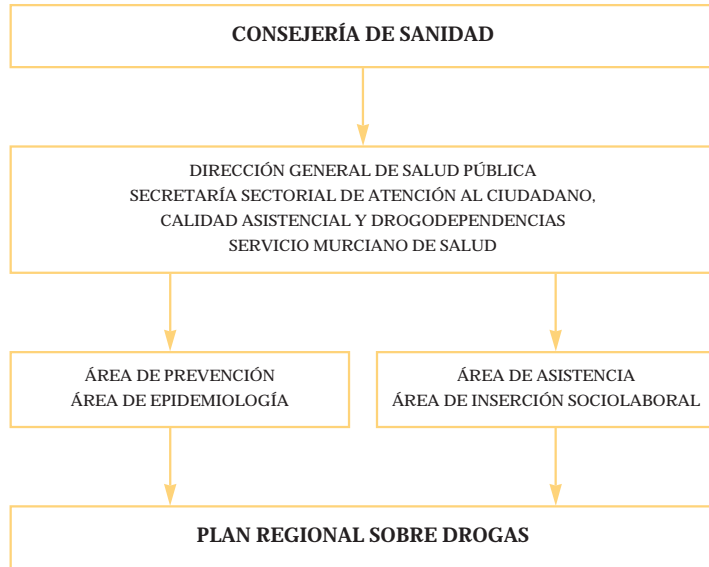 CONSEJERÍA DE SANIDAD
DIRECCIÓN GENERAL DE SALUD PÚBLICA
SECRETARÍA SECTORIAL DE ATENCIÓN AL CIUDADANO,
CALIDAD ASISTENCIAL Y DROGODEPENDENCIAS
SERVICIO MURCIANO DE SALUD
ÁREA DE PREVENCIÓN
ÁREA DE EPIDEMIOLOGÍA
ÁREA DE ASISTENCIA
ÁREA DE INSERCIÓN SOCIOLABORAL
PLAN REGIONAL SOBRE DROGAS